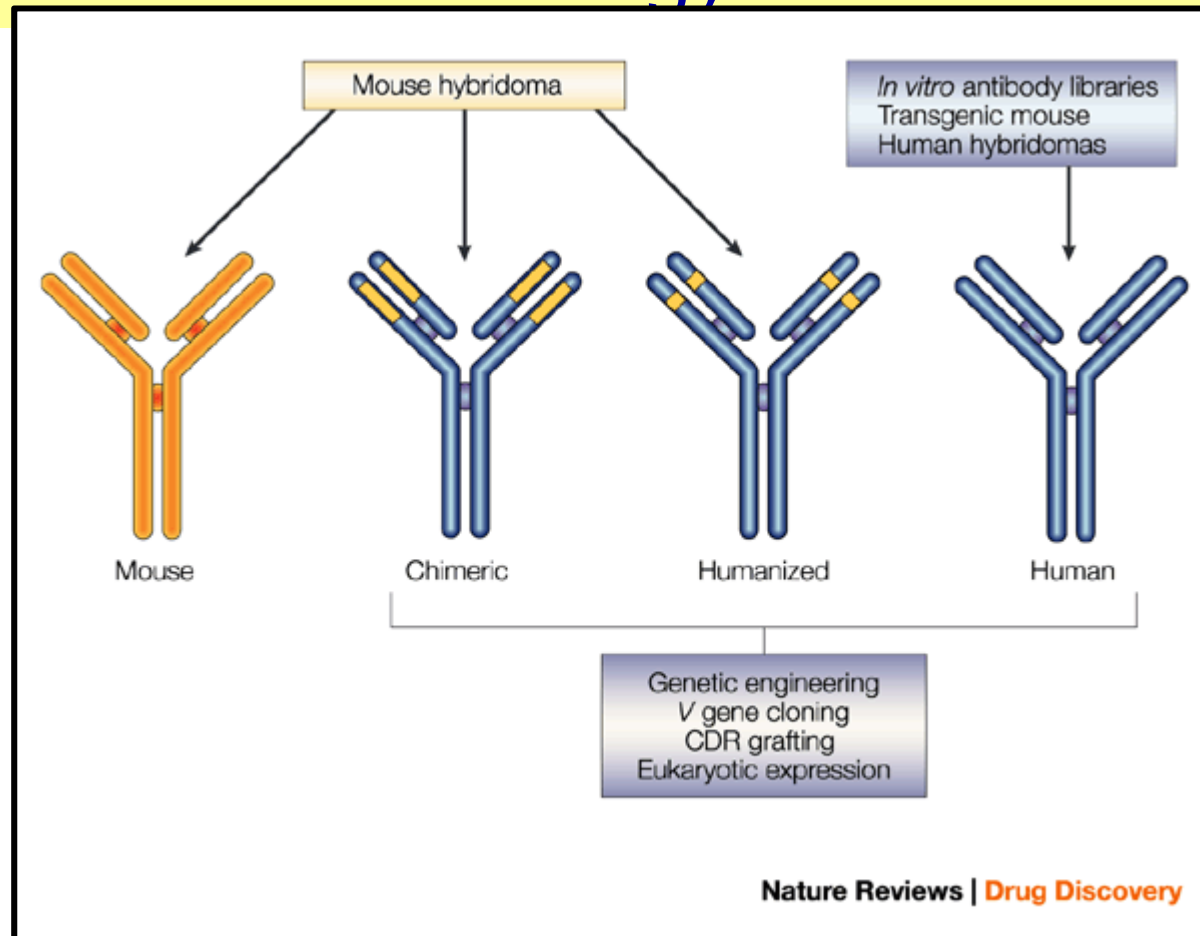 Mouse hybridoma
In vitro antibody libraries
Transgenic mouse
Human hybridomas
Mouse
Chimeric
Humanized
Human
Genetic engineering
V gene cloning
CDR grafting
Eukaryotic expression
Nature Reviews | Drug Discovery